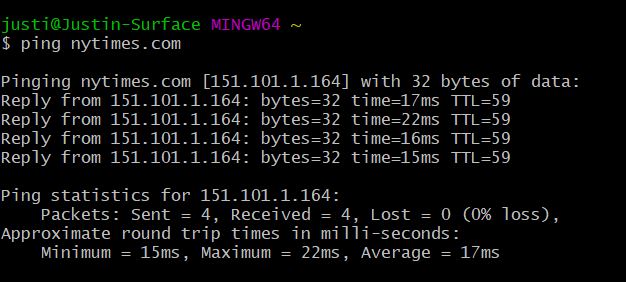 justi@Justin-Surface MINGW64 ~
$ ping nytimes.com
Pinging nytimes.com [151.101.1.164] with 32 bytes of data:
Reply from 151.101.1.164: bytes=32 time=17ms TTL=59
Reply from 151.101.1.164: bytes=32 time=22ms TTL=59
Reply from 151.101.1.164: bytes=32 time=16ms TTL=59
Reply from 151.101.1.164: bytes=32 time=15ms TTL=59
Ping statistics for 151.101.1.164:
    Packets: Sent = 4, Received = 4, Lost = 0 (0% loss),
Approximate round trip times in milli-seconds:
    Minimum = 15ms, Maximum = 22ms, Average = 17ms